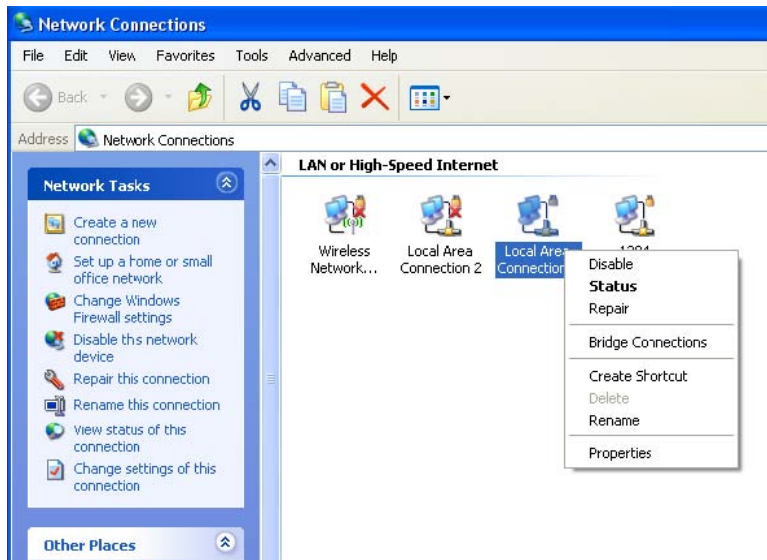 Network Connections
File Edit View Favorites Tools Advanced Help
Back
Address Network Connections
Network Tasks
Create a new
connection
Set up a home or small
office network
Change Windows
Firewall settings
Disable this network
device
Repair this connection
Rename this connection
View status of this
connection
Change settings of this
connection
Other Places
LAN or High-Speed Internet
Wireless
Network...
Local Area
Connection 2
Local Area
Connection
1394
Disable
Status
Repair
Bridge Connections
Create Shortcut
Delete
Rename
Properties